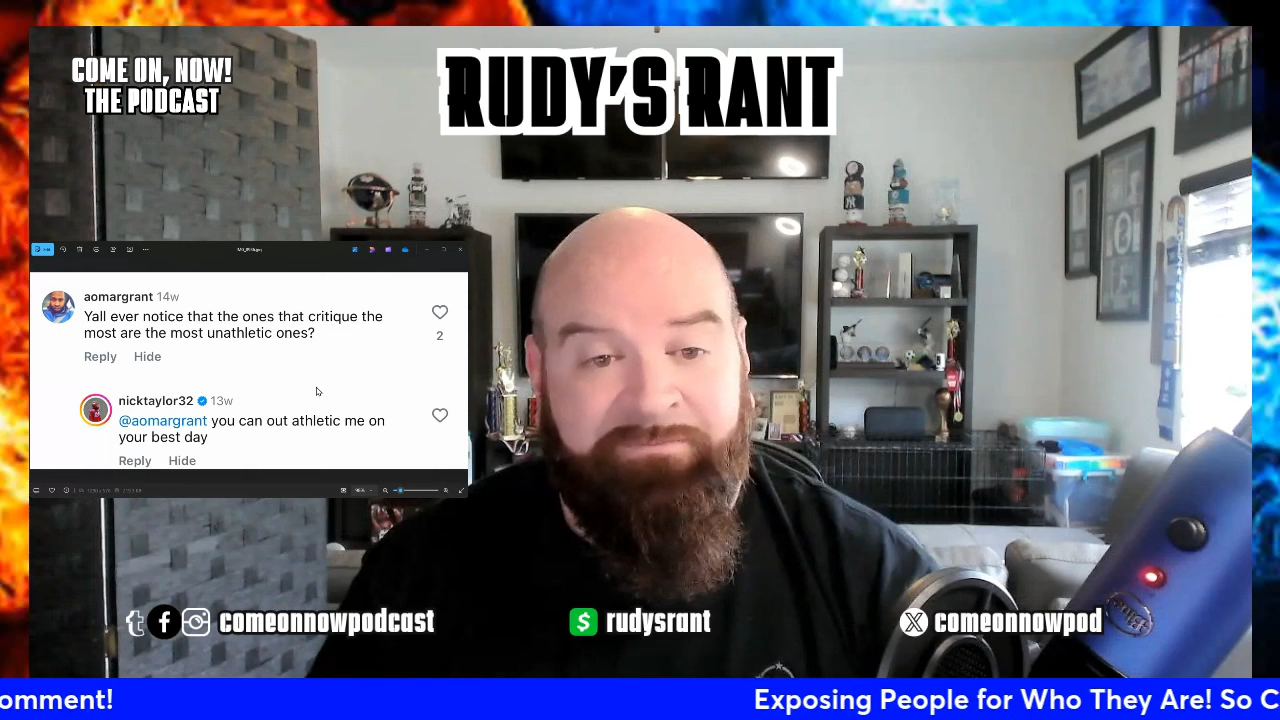 COME ON, NOW!
THE PODCAST
RUDY'S RANT
aomargrant 14w
Yall ever notice that the ones that critique the
most are the most unathletic ones?
2
Reply Hide
nicktaylor32 13w
@aomargrant you can out athletic me on
your best day
Reply Hide
comeonnowpodcast
rudysrant
comeonnowpod
Blue
omment!
Exposing People for Who They Are! So C